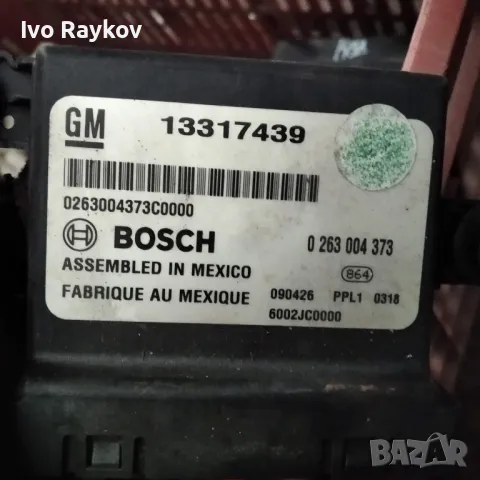 Ivo Raykov
GM 13317439
0263004373C0000
BOSCH 0 263 004 373
ASSEMBLED IN MEXICO 864
FABRIQUE AU MEXIQUE 090426 PPL1 0318
6002JC0000
BAZAR